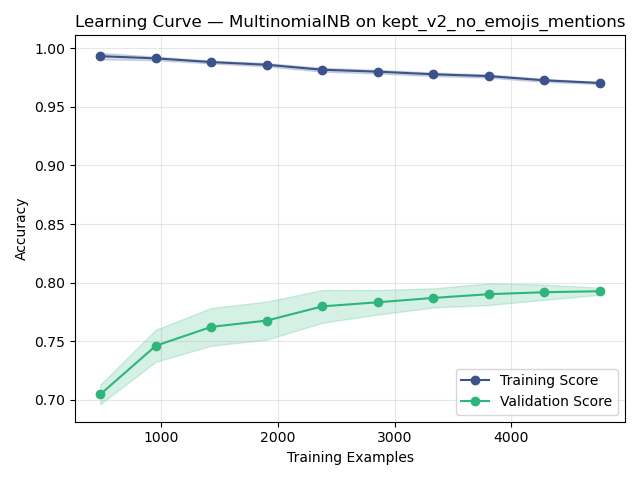 Learning Curve — MultinomialNB on kept_v2_no_emojis_mentions
1.00
0.95
0.90
0.85
0.80
0.75
0.70
Accuracy
1000 2000 3000 4000
Training Examples
Training Score
Validation Score